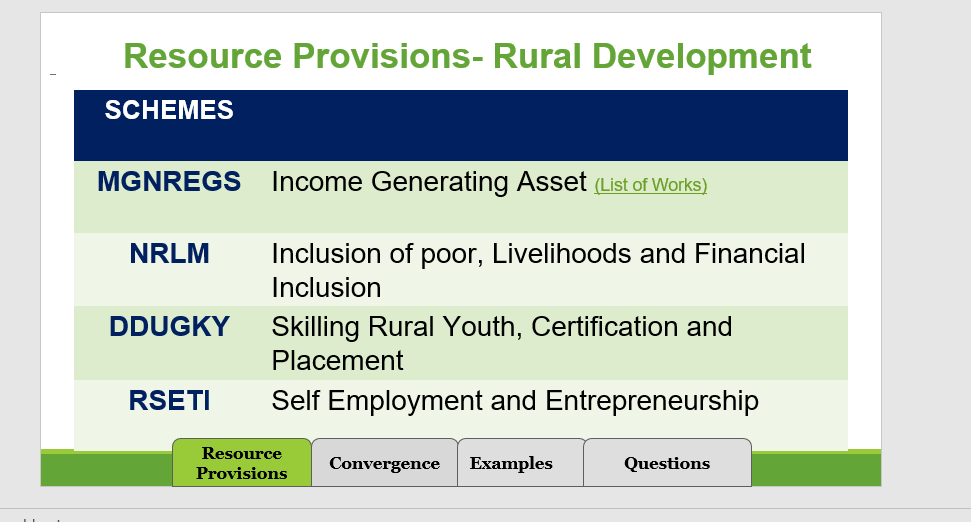 Resource Provisions- Rural Development
SCHEMES
MGNREGS Income Generating Asset (List of Works)
NRLM Inclusion of poor, Livelihoods and Financial
Inclusion
DDUGKY Skilling Rural Youth, Certification and
Placement
RSETI Self Employment and Entrepreneurship
Resource
Provisions
Convergence
Examples
Questions